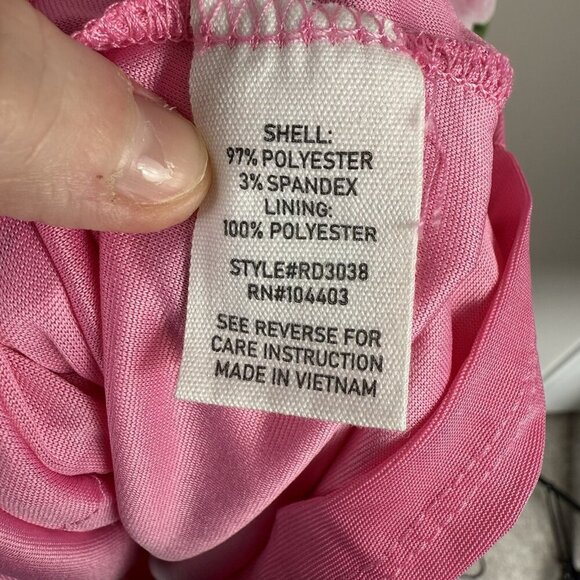 SHELL:
97% POLYESTER
3% SPANDEX
LINING:
100% POLYESTER
STYLE#RD3038
RN#104403
SEE REVERSE FOR
CARE INSTRUCTION
MADE IN VIETNAM